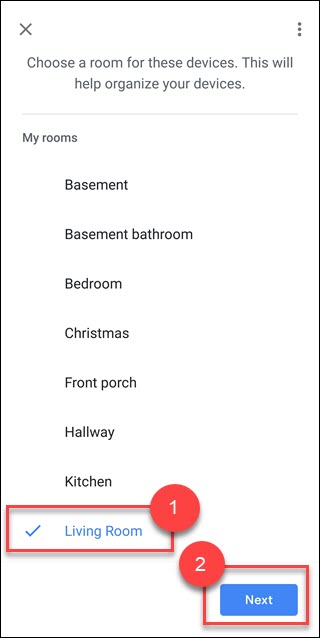 Choose a room for these devices. This will
help organize your devices.
My rooms
Basement
Basement bathroom
Bedroom
Christmas
Front porch
Hallway
Kitchen
1
Living Room
2
Next